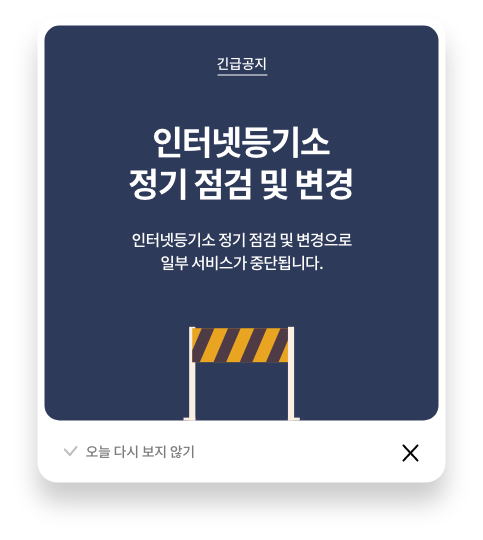 긴급공지
인터넷등기소
정기 점검 및 변경
인터넷등기소 정기 점검 및 변경으로
일부 서비스가 중단됩니다.
오늘 다시 보지 않기